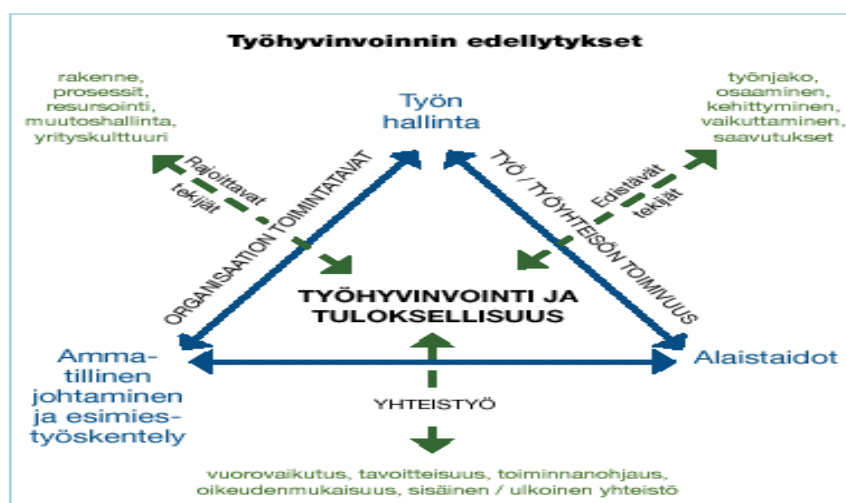 Työhyvinvoinnin edellytykset
rakenne,
prosessit,
resursointi,
muutoshallinta,
yrityskulttuuri
Työn
hallinta
työnjako,
osaaminen,
kehittyminen,
vaikuttaminen,
saavutukset
Rajoittavat
tekijät
ORGANISAATION TOIMINTATAVAT
TYÖ / TYÖYHTEISÖN TOIMIVUUS
Edistävät
tekijät
TYÖHYVINVOINTI JA
TULOKSELLISUUS
Amma-
tillinen
johtaminen
ja esimies-
työskentely
Alaistaidot
YHTEISTYÖ
vuorovaikutus, tavoitteisuus, toiminnanohjaus,
oikeudenmukaisuus, sisäinen / ulkoinen yhteistö